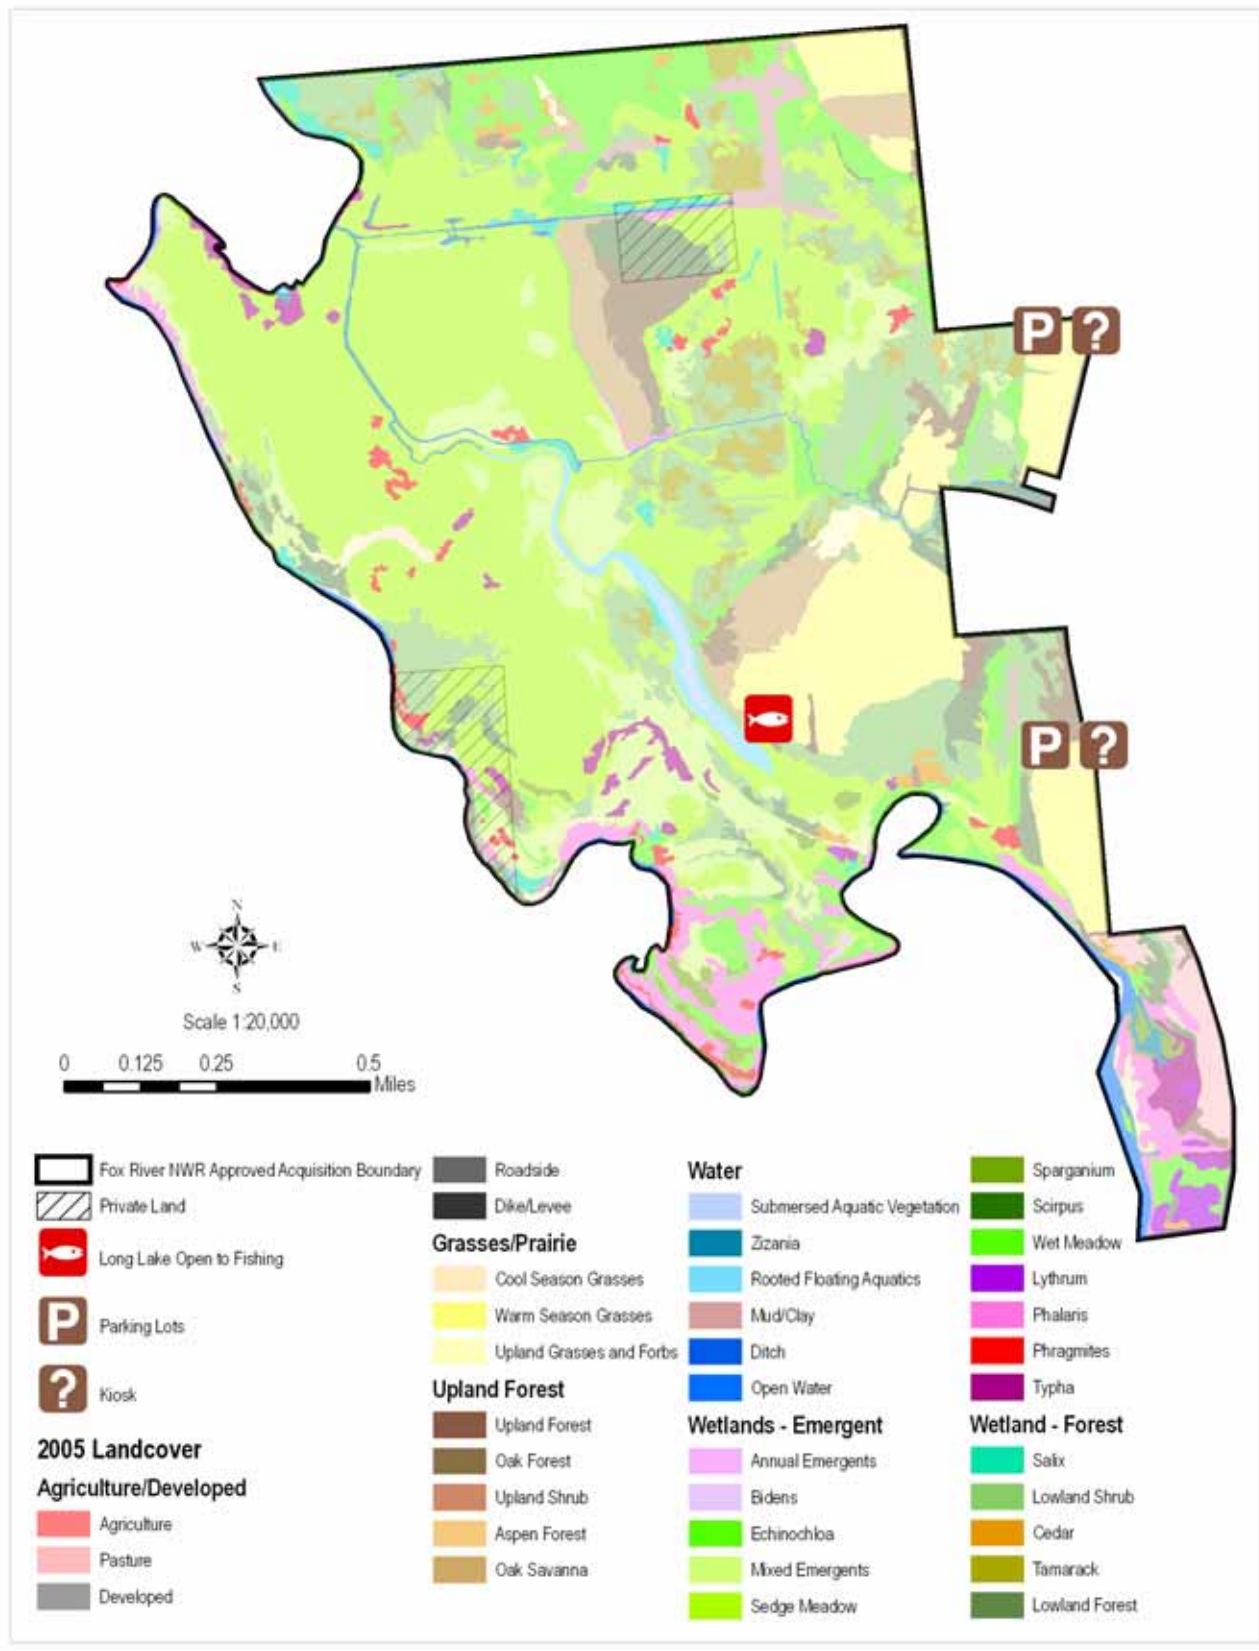 P ?
P ?
N
W E
S
Scale 1:20,000
0 0.125 0.25 0.5
Miles
Fox River NWR Approved Acquisition Boundary
Private Land
Long Lake Open to Fishing
P Parking Lots
? Kiosk
2005 Landcover
Agriculture/Developed
Agriculture
Pasture
Developed
Roadside
Dike/Levee
Grasses/Prairie
Cool Season Grasses
Warm Season Grasses
Upland Grasses and Forbs
Upland Forest
Upland Forest
Oak Forest
Upland Shrub
Aspen Forest
Oak Savanna
Water
Submersed Aquatic Vegetation
Zizania
Rooted Floating Aquatics
Mud/Clay
Ditch
Open Water
Wetlands - Emergent
Annual Emergents
Bidens
Echinochloa
Mixed Emergents
Sedge Meadow
Sparganium
Scirpus
Wet Meadow
Lythrum
Phalaris
Phragmites
Typha
Wetland - Forest
Salix
Lowland Shrub
Cedar
Tamarack
Lowland Forest